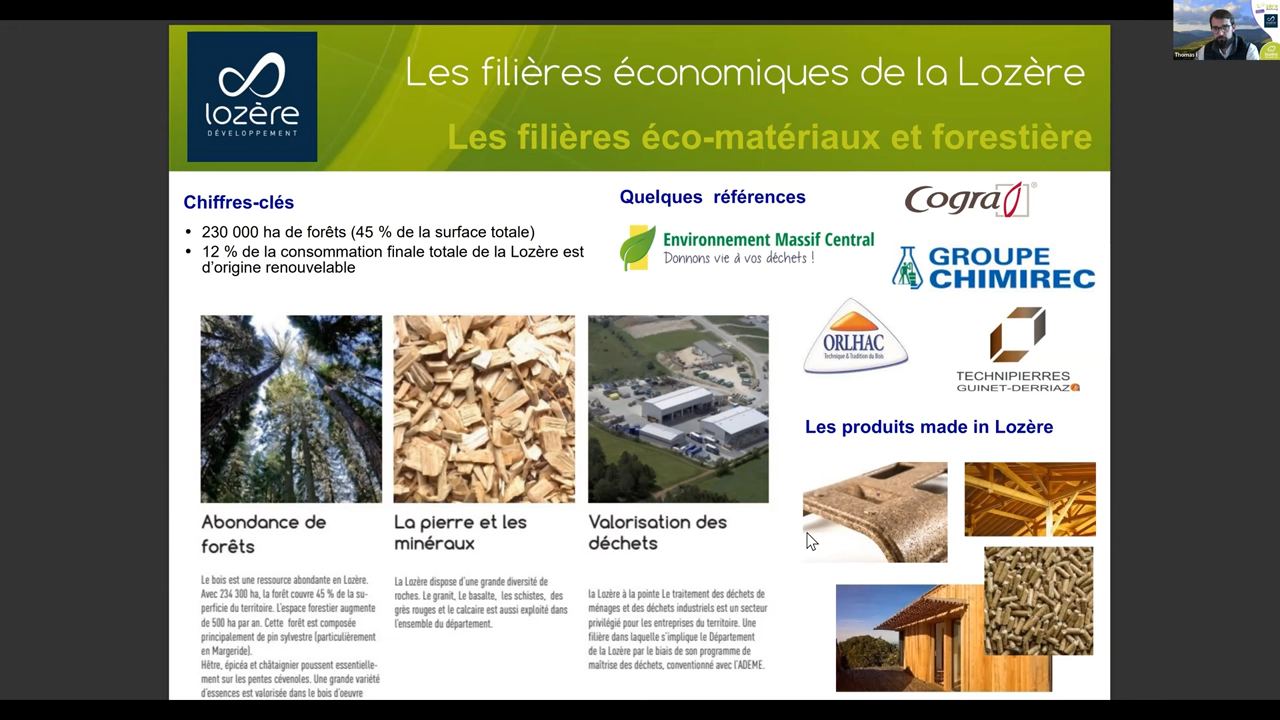 lozère
DÉVELOPPEMENT
Les filières économiques de la Lozère
Les filières éco-matériaux et forestière
Chiffres-clés
• 230 000 ha de forêts (45 % de la surface totale)
• 12 % de la consommation finale totale de la Lozère est
d'origine renouvelable
Quelques références
Cogra
Environnement Massif Central
Donnons vie à vos déchets !
GROUPE
CHIMIREC
ORLHAC
Technique & Tradition du Bois
TECHNIPIERRES
GUINET-DERRIAZ
Les produits made in Lozère
Abondance de
forêts
Le bois est une ressource abondante en Lozère.
Avec 234 300 ha, la forêt couvre 45 % de la su-
perficie du territoire. L'espace forestier augmente
de 500 ha par an. Cette forêt est composée
principalement de pin sylvestre (particulièrement
en Margeride).
Hêtre, épicéa et châtaignier poussent essentielle-
ment sur les pentes cévenoles. Une grande variété
d'essences est valorisée dans le bois d'oeuvre
La pierre et les
minéraux
La Lozère dispose d'une grande diversité de
roches. Le granit, Le basalte, les schistes, des
grès rouges et le calcaire est aussi exploité dans
l'ensemble du département.
Valorisation des
déchets
la Lozère à la pointe Le traitement des déchets de
ménages et des déchets industriels est un secteur
privilégié pour les entreprises du territoire. Une
filière dans laquelle s'implique le Département
de la Lozère par le biais de son programme de
maîtrise des déchets, conventionné avec l'ADEME.
Thomas